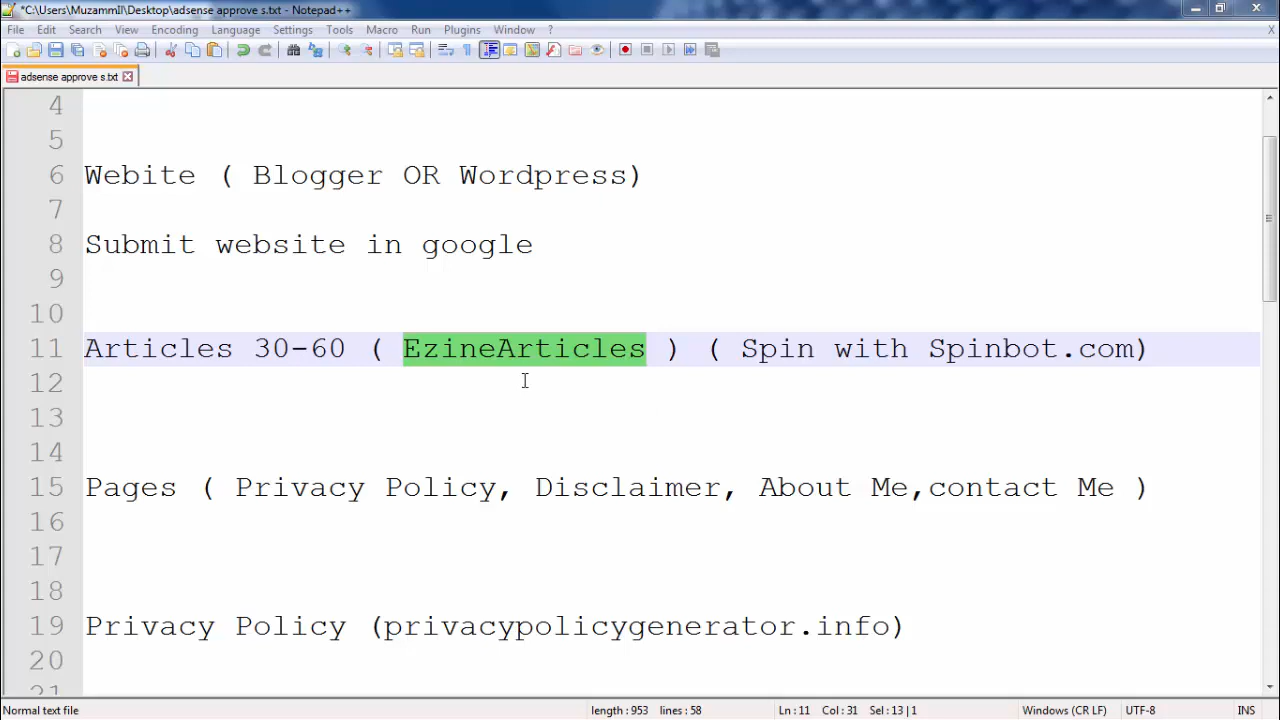 *C:\Users\MuzammIl\Desktop\adsense approve s.txt - Notepad++
File Edit Search View Encoding Language Settings Tools Macro Run Plugins Window ? X
adsense approve s.txt
4
5
6 Webite ( Blogger OR Wordpress)
7
8 Submit website in google
9
10
11 Articles 30-60 ( EzineArticles ) ( Spin with Spinbot.com)
12
13
14
15 Pages ( Privacy Policy, Disclaimer, About Me,contact Me )
16
17
18
19 Privacy Policy (privacypolicygenerator.info)
20
21
Normal text file length : 953 lines : 58 Ln : 11 Col : 31 Sel : 13 | 1 Windows (CR LF) UTF-8 INS